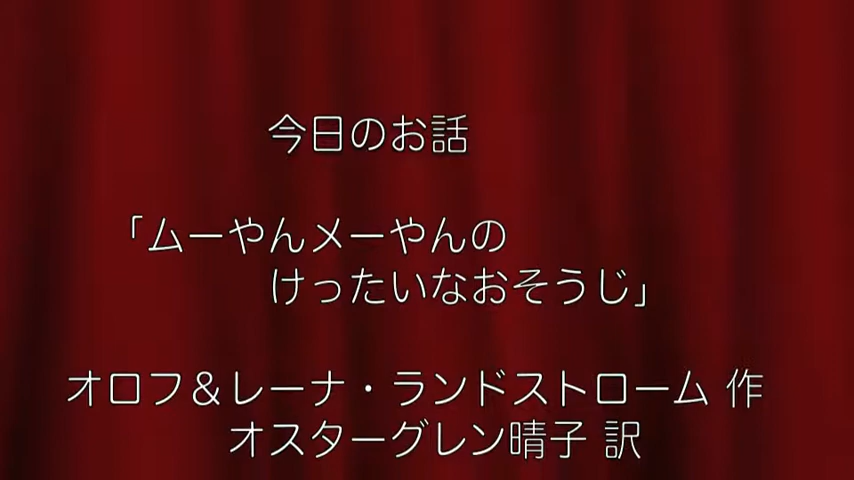 今日のお話
「ムーやんメーやんの
けったいなおそうじ」
オロフ＆レーナ・ランドストローム 作
オスターグレン晴子 訳